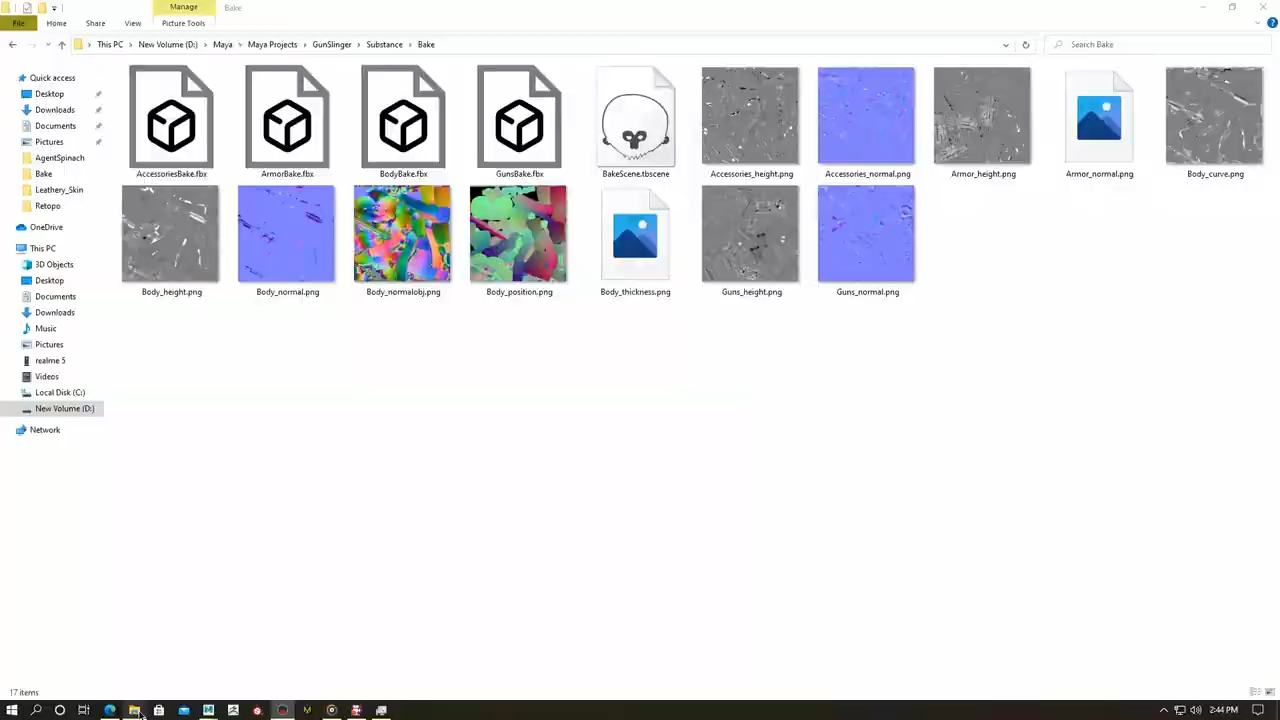 Manage
Bake
File
Home
Share
View
Picture Tools
This PC
New Volume (D:)
Maya
Maya Projects
GunSlinger
Substance
Bake
Search Bake
Quick access
Desktop
Downloads
Documents
Pictures
AgentSpinach
Bake
Leathery_Skin
Retopo
OneDrive
This PC
3D Objects
Desktop
Documents
Downloads
Music
Pictures
realme 5
Videos
Local Disk (C:)
New Volume (D:)
Network
AccessoriesBake.fbx
ArmorBake.fbx
BodyBake.fbx
GunsBake.fbx
BakeScene.tbscene
Accessories_height.png
Accessories_normal.png
Armor_height.png
Armor_normal.png
Body_curve.png
Body_height.png
Body_normal.png
Body_normalobj.png
Body_position.png
Body_thickness.png
Guns_height.png
Guns_normal.png
17 items
2:44 PM